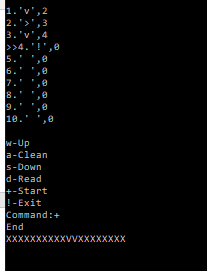 1.'v',2
2.'>',3
3.'v',4
>>4.'!',0
5.' ',0
6.' ',0
7.' ',0
8.' ',0
9.' ',0
10.' ',0
w-Up
a-Clean
s-Down
d-Read
+-Start
!-Exit
Command:+
End
XXXXXXXXXXVVXXXXXXXX